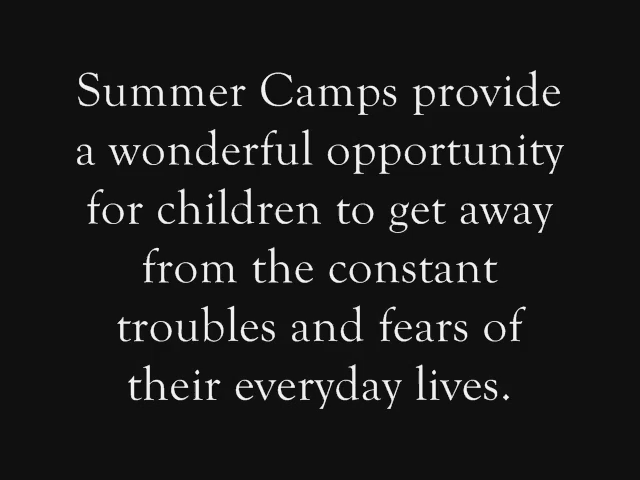 Summer Camps provide
a wonderful opportunity
for children to get away
from the constant
troubles and fears of
their everyday lives.